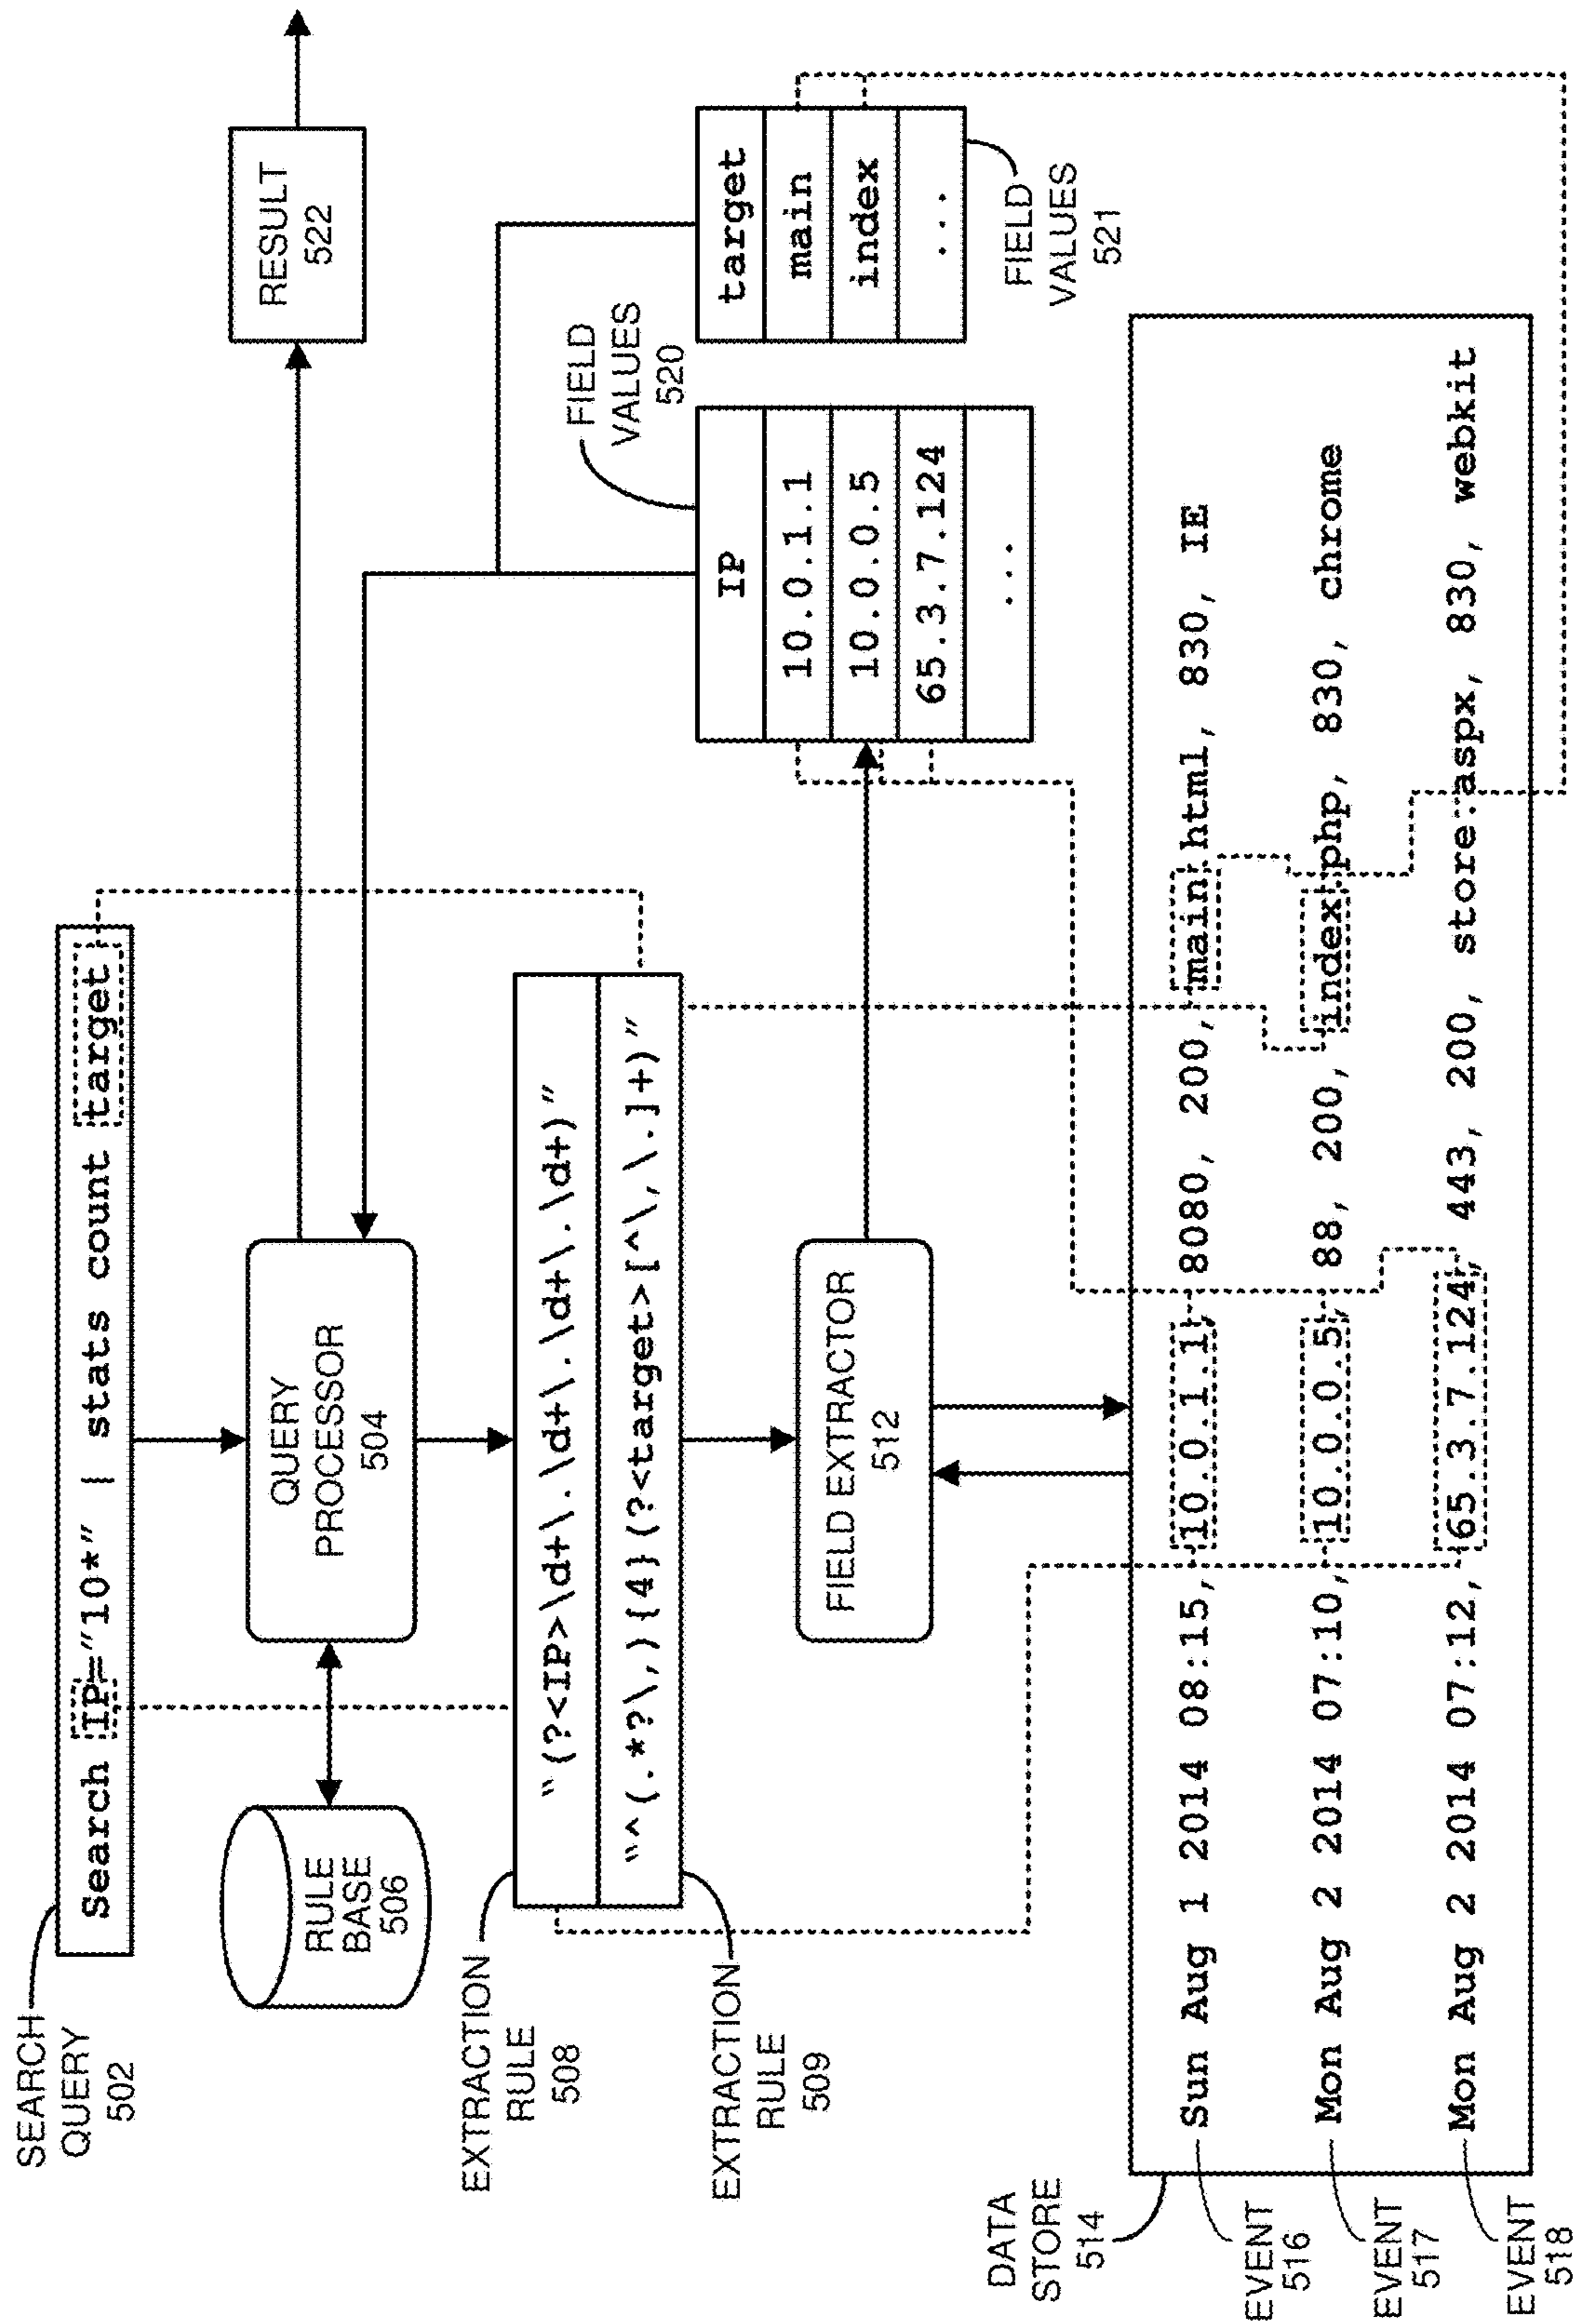 SEARCH
QUERY
502
Search IP="10*" | stats count target
RULE
BASE
506
QUERY
PROCESSOR
504
RESULT
522
EXTRACTION
RULE
508
"(?<IP>\d+\.\d+\.\d+\.\d+)"
EXTRACTION
RULE
509
"^(.*?\,){4}(?<target>[^\,\.]+)"
FIELD
VALUES
520
IP
10.0.1.1
10.0.0.5
65.3.7.124
...
target
main
index
...
FIELD
VALUES
521
FIELD EXTRACTOR
512
DATA
STORE
514
EVENT
516
Sun Aug 1 2014 08:15, 10.0.1.1, 8080, 200, main.html, 830, IE
EVENT
517
Mon Aug 2 2014 07:10, 10.0.0.5, 88, 200, index.php, 830, chrome
EVENT
518
Mon Aug 2 2014 07:12, 65.3.7.124, 443, 200, store.aspx, 830, webkit